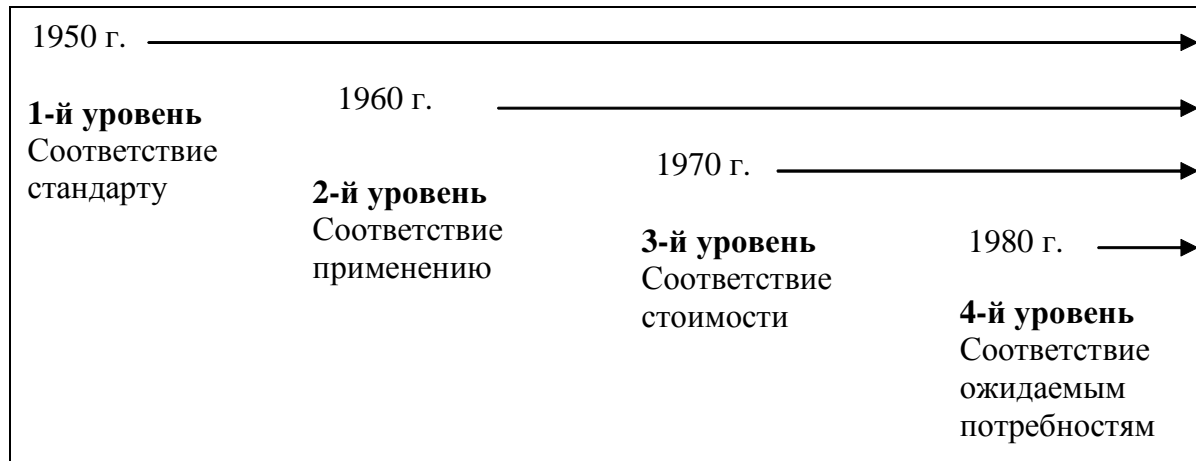 1950 г.
1-й уровень
Соответствие
стандарту
1960 г.
2-й уровень
Соответствие
применению
1970 г.
3-й уровень
Соответствие
стоимости
1980 г.
4-й уровень
Соответствие
ожидаемым
потребностям